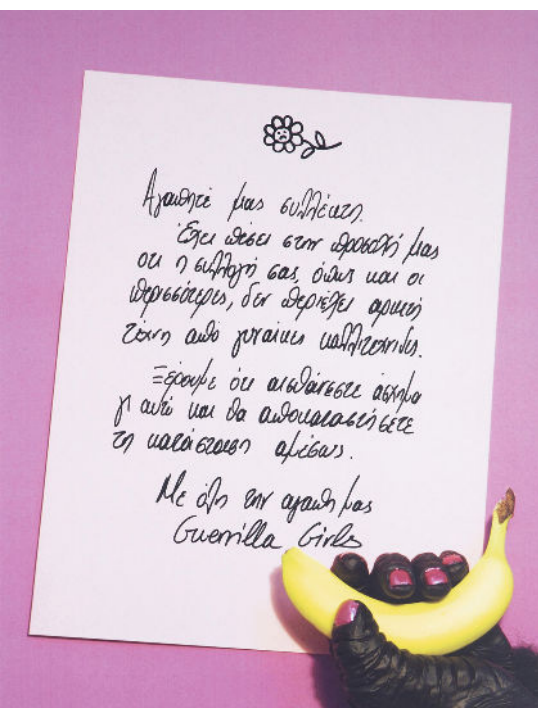 Αγαπητέ μας συλλέκτη.
Έχει πέσει στην προσοχή μας
οτι η συλλογή σας, όπως και οι
περισσότερες, δεν περιέχει αρκετή
τέχνη από γυναίκες καλλιτέχνιδες.
Ξέρουμε ότι αισθάνεστε άσχημα
γι αυτό και θα αποκαταστήσετε
τη κατάσταση αμέσως.
Με όλη την αγαπη μας
Guerrilla Girls